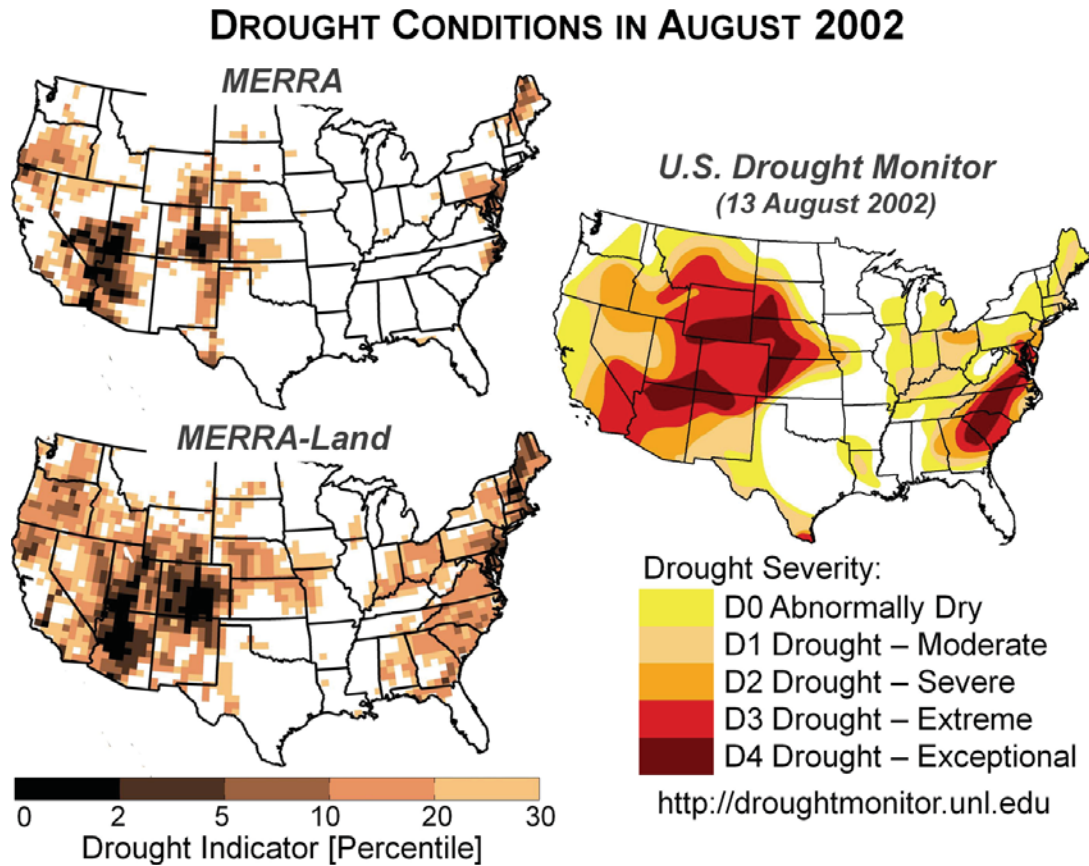 DROUGHT CONDITIONS IN AUGUST 2002
MERRA
MERRA-Land
0 2 5 10 20 30
Drought Indicator [Percentile]
U.S. Drought Monitor
(13 August 2002)
Drought Severity:
D0 Abnormally Dry
D1 Drought – Moderate
D2 Drought – Severe
D3 Drought – Extreme
D4 Drought – Exceptional
http://droughtmonitor.unl.edu